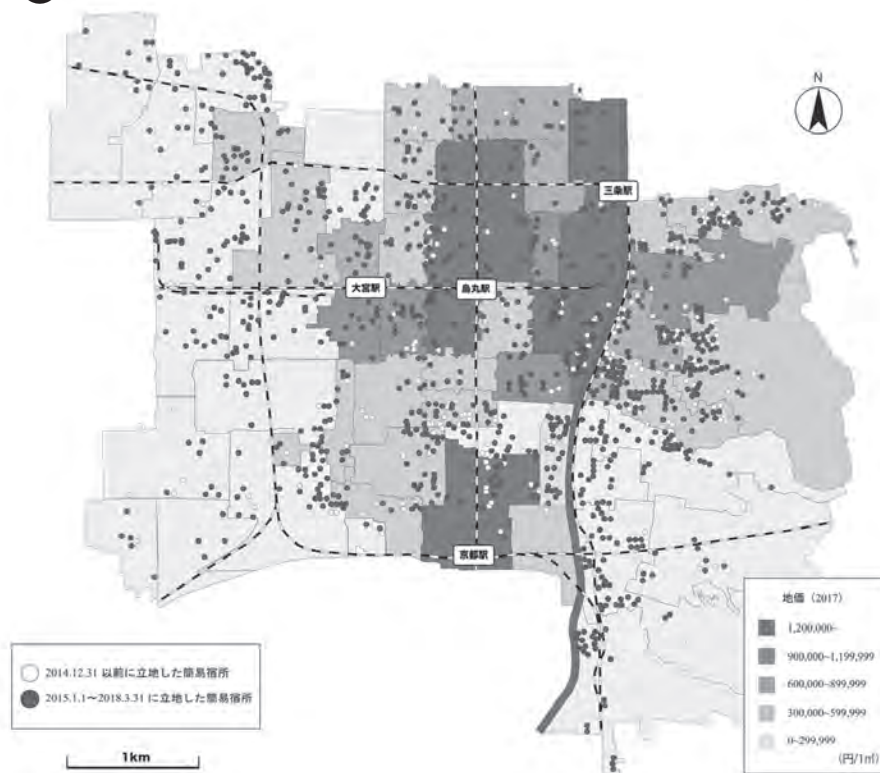 N
三条駅
大宮駅
烏丸駅
京都駅
2014.12.31 以前に立地した簡易宿所
2015.1.1〜2018.3.31 に立地した簡易宿所
1km
地価(2017)
1,200,000~
900,000~1,199,999
600,000~899,999
300,000~599,999
0~299,999
(円/1㎡)